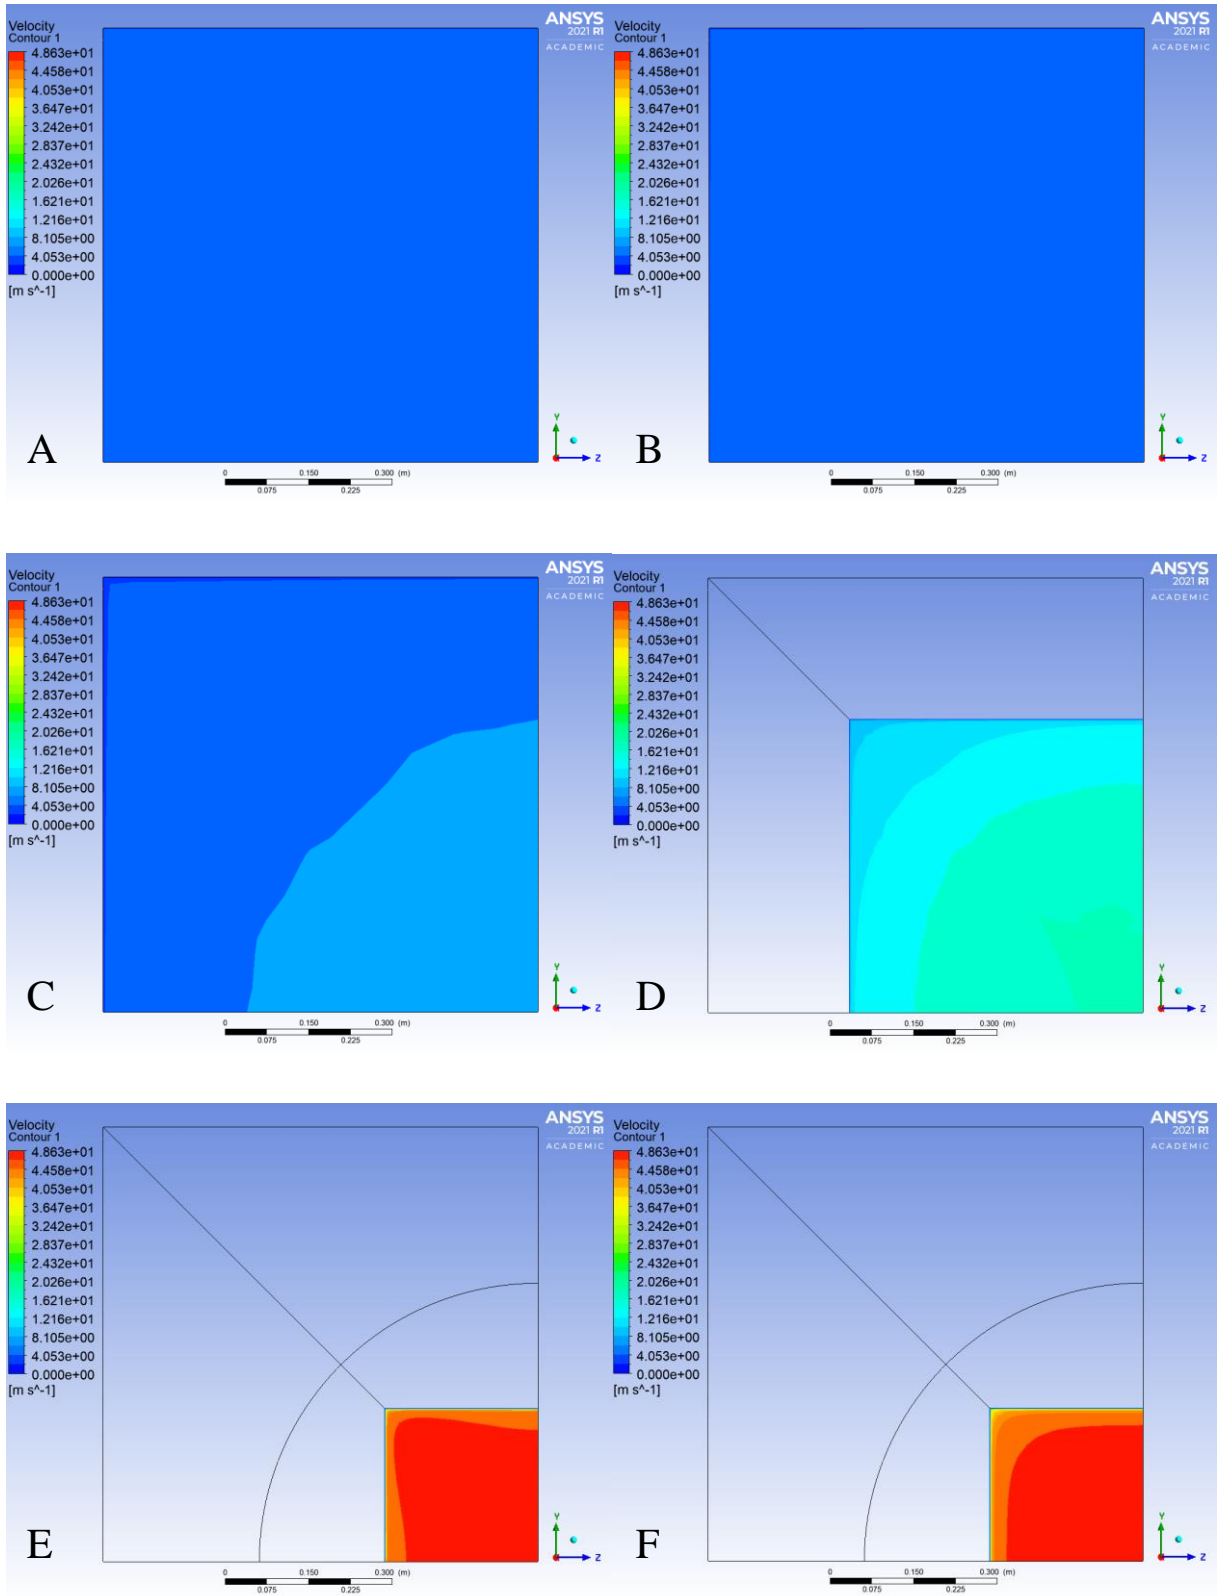 Velocity
Contour 1
4.863e+01
4.458e+01
4.053e+01
3.647e+01
3.242e+01
2.837e+01
2.432e+01
2.026e+01
1.621e+01
1.216e+01
8.105e+00
4.053e+00
0.000e+00
[m s^-1]
ANSYS
2021 R1
ACADEMIC
A
Y
Z
0 0.150 0.300 (m)
0.075 0.225
Velocity
Contour 1
4.863e+01
4.458e+01
4.053e+01
3.647e+01
3.242e+01
2.837e+01
2.432e+01
2.026e+01
1.621e+01
1.216e+01
8.105e+00
4.053e+00
0.000e+00
[m s^-1]
ANSYS
2021 R1
ACADEMIC
B
Y
Z
0 0.150 0.300 (m)
0.075 0.225
Velocity
Contour 1
4.863e+01
4.458e+01
4.053e+01
3.647e+01
3.242e+01
2.837e+01
2.432e+01
2.026e+01
1.621e+01
1.216e+01
8.105e+00
4.053e+00
0.000e+00
[m s^-1]
ANSYS
2021 R1
ACADEMIC
C
Y
Z
0 0.150 0.300 (m)
0.075 0.225
Velocity
Contour 1
4.863e+01
4.458e+01
4.053e+01
3.647e+01
3.242e+01
2.837e+01
2.432e+01
2.026e+01
1.621e+01
1.216e+01
8.105e+00
4.053e+00
0.000e+00
[m s^-1]
ANSYS
2021 R1
ACADEMIC
D
Y
Z
0 0.150 0.300 (m)
0.075 0.225
Velocity
Contour 1
4.863e+01
4.458e+01
4.053e+01
3.647e+01
3.242e+01
2.837e+01
2.432e+01
2.026e+01
1.621e+01
1.216e+01
8.105e+00
4.053e+00
0.000e+00
[m s^-1]
ANSYS
2021 R1
ACADEMIC
E
Y
Z
0 0.150 0.300 (m)
0.075 0.225
Velocity
Contour 1
4.863e+01
4.458e+01
4.053e+01
3.647e+01
3.242e+01
2.837e+01
2.432e+01
2.026e+01
1.621e+01
1.216e+01
8.105e+00
4.053e+00
0.000e+00
[m s^-1]
ANSYS
2021 R1
ACADEMIC
F
Y
Z
0 0.150 0.300 (m)
0.075 0.225